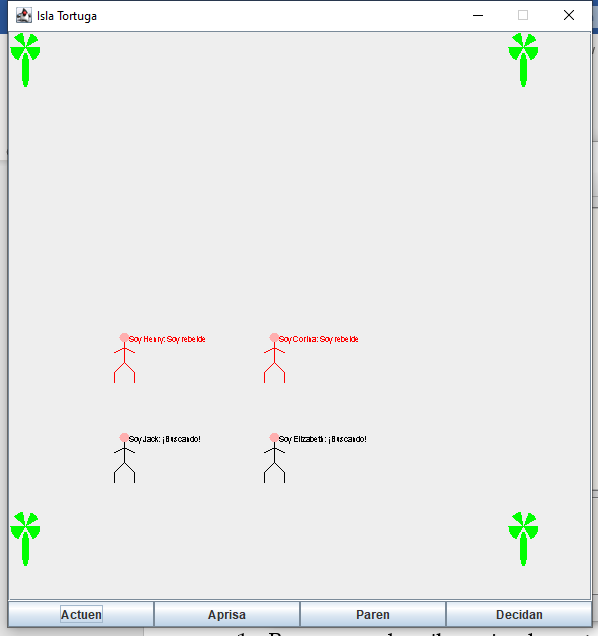 Isla Tortuga
Soy Henry: Soy rebelde
Soy Corina: Soy rebelde
Soy Jack: ¡Buscando!
Soy Elizabeth: ¡Buscando!
Actuen
Aprisa
Paren
Decidan